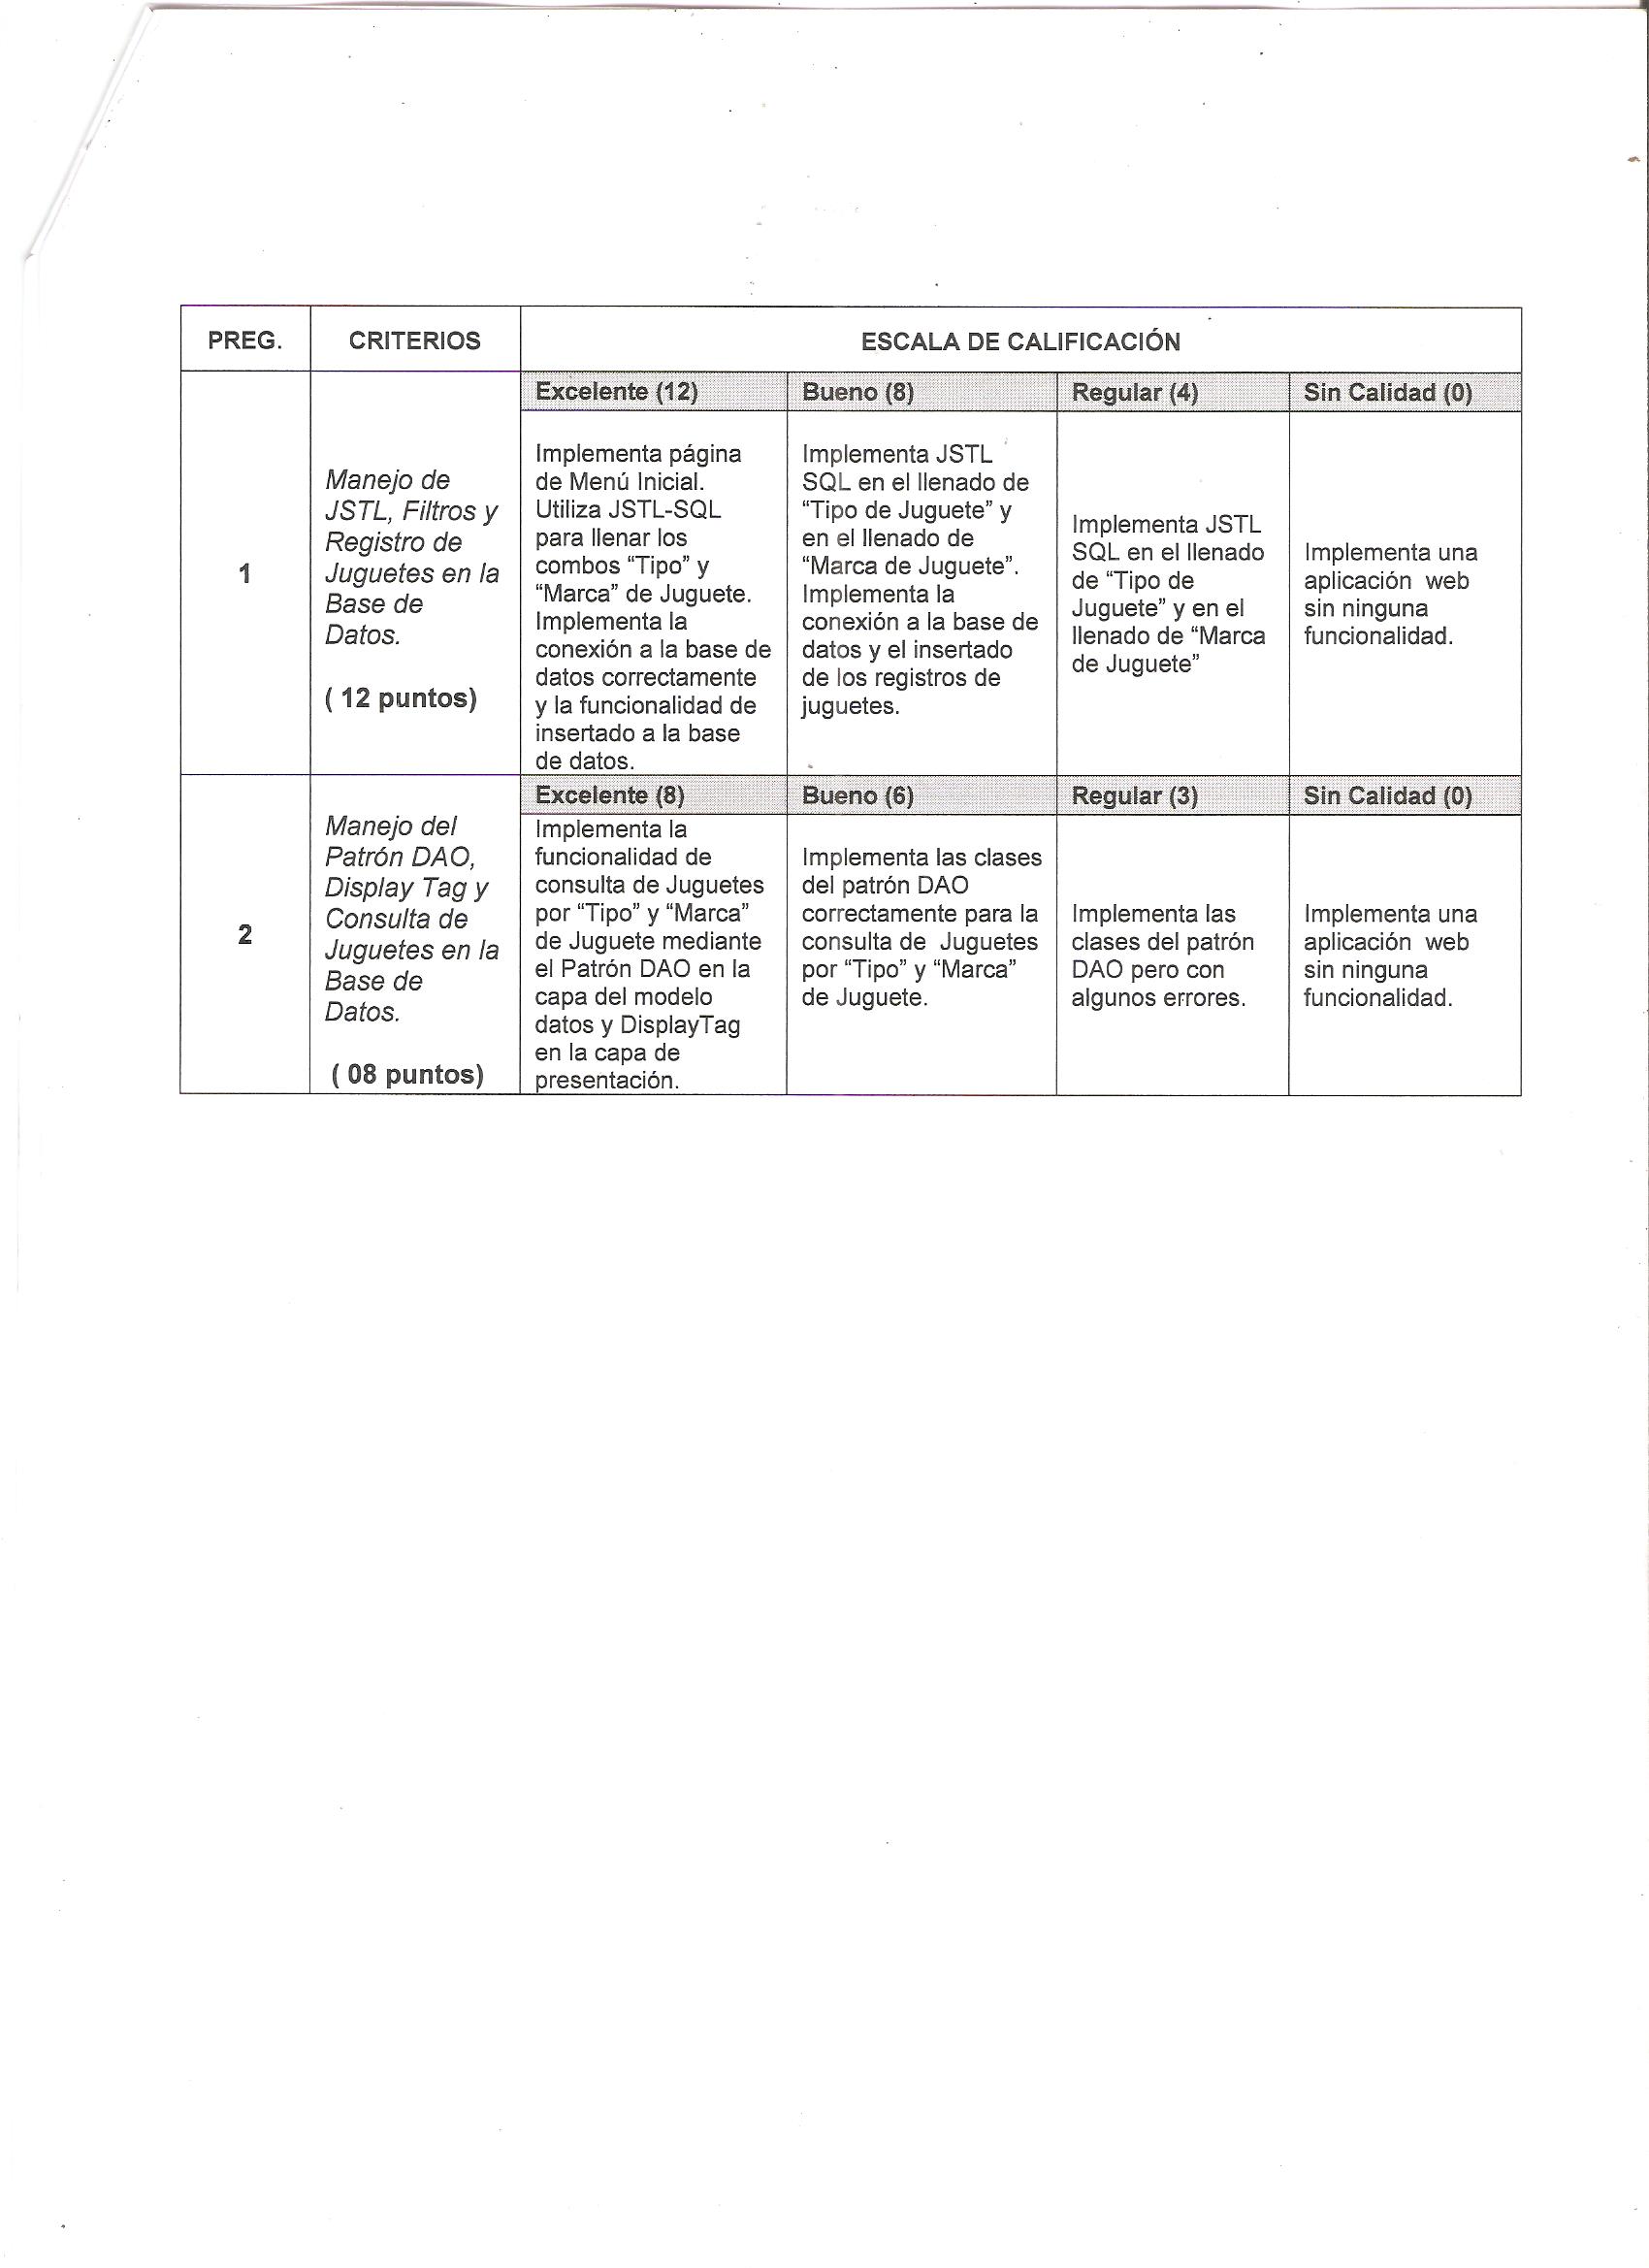 PREG.
CRITERIOS
ESCALA DE CALIFICACIÓN
1
Manejo de
JSTL, Filtros y
Registro de
Juguetes en la
Base de
Datos.
( 12 puntos)
Excelente (12)
Implementa página
de Menú Inicial.
Utiliza JSTL-SQL
para llenar los
combos “Tipo” y
“Marca” de Juguete.
Implementa la
conexión a la base de
datos correctamente
y la funcionalidad de
insertado a la base
de datos.
Bueno (8)
Implementa JSTL
SQL en el llenado de
“Tipo de Juguete” y
en el llenado de
“Marca de Juguete”.
Implementa la
conexión a la base de
datos y el insertado
de los registros de
juguetes.
Regular (4)
Implementa JSTL
SQL en el llenado
de “Tipo de
Juguete” y en el
llenado de “Marca
de Juguete”
Sin Calidad (0)
Implementa una
aplicación web
sin ninguna
funcionalidad.
2
Manejo del
Patrón DAO,
Display Tag y
Consulta de
Juguetes en la
Base de
Datos.
( 08 puntos)
Excelente (8)
Implementa la
funcionalidad de
consulta de Juguetes
por “Tipo” y “Marca”
de Juguete mediante
el Patrón DAO en la
capa del modelo
datos y DisplayTag
en la capa de
presentación.
Bueno (6)
Implementa las clases
del patrón DAO
correctamente para la
consulta de Juguetes
por “Tipo” y “Marca”
de Juguete.
Regular (3)
Implementa las
clases del patrón
DAO pero con
algunos errores.
Sin Calidad (0)
Implementa una
aplicación web
sin ninguna
funcionalidad.